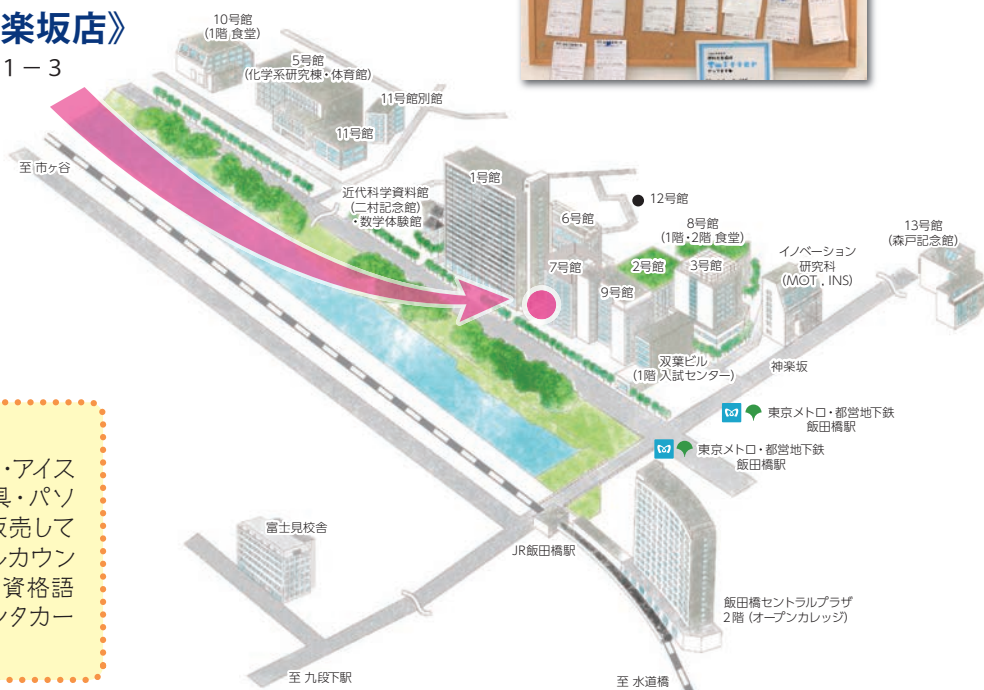 楽坂店》
1－3
10号館
(1階 食堂)
5号館
(化学系研究棟・体育館)
11号館別館
11号館
至 市ヶ谷
近代科学資料館
(二村記念館)
・数学体験館
1号館
12号館
6号館
8号館
(1階・2階 食堂)
13号館
(森戸記念館)
イノベーション
研究科
(MOT，INS)
7号館
2号館
3号館
9号館
双葉ビル
(1階 入試センター)
神楽坂
東京メトロ・都営地下鉄
飯田橋駅
東京メトロ・都営地下鉄
飯田橋駅
・アイス
具・パソ
販売して
ルカウン
資格語
ンタカー
富士見校舎
JR飯田橋駅
飯田橋セントラルプラザ
2階 (オープンカレッジ)
至 九段下駅
至 水道橋